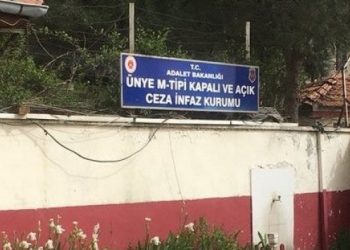 T.C.
ADALET BAKANLIĞI
ÜNYE M-TİPİ KAPALI VE AÇIK
CEZA İNFAZ KURUMU